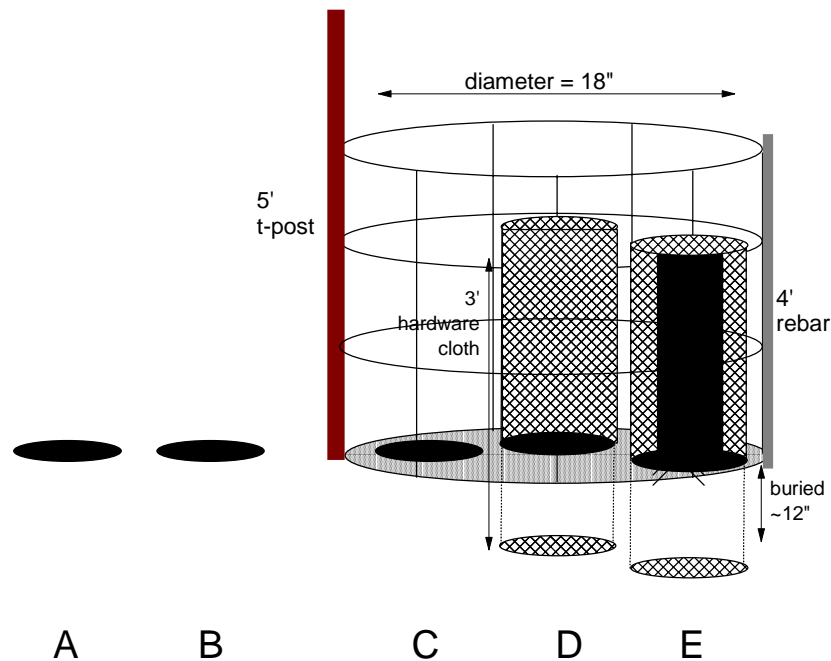 diameter = 18"
5'
t-post
3'
hardware
cloth
4'
rebar
buried
~12"
A B C D E